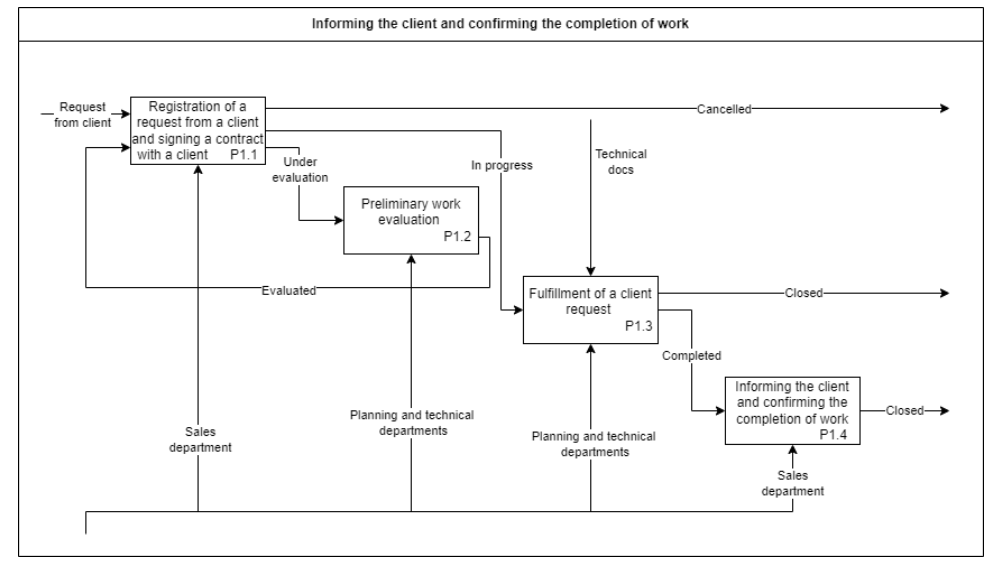 Informing the client and confirming the completion of work
Request
from client
Registration of a
request from a client
and signing a contract
with a client P1.1
Cancelled
Under
evaluation
In progress
Technical
docs
Preliminary work
evaluation
P1.2
Evaluated
Fulfillment of a client
request
P1.3
Closed
Completed
Informing the client
and confirming the
completion of work
P1.4
Closed
Sales
department
Planning and technical
departments
Planning and technical
departments
Sales
department